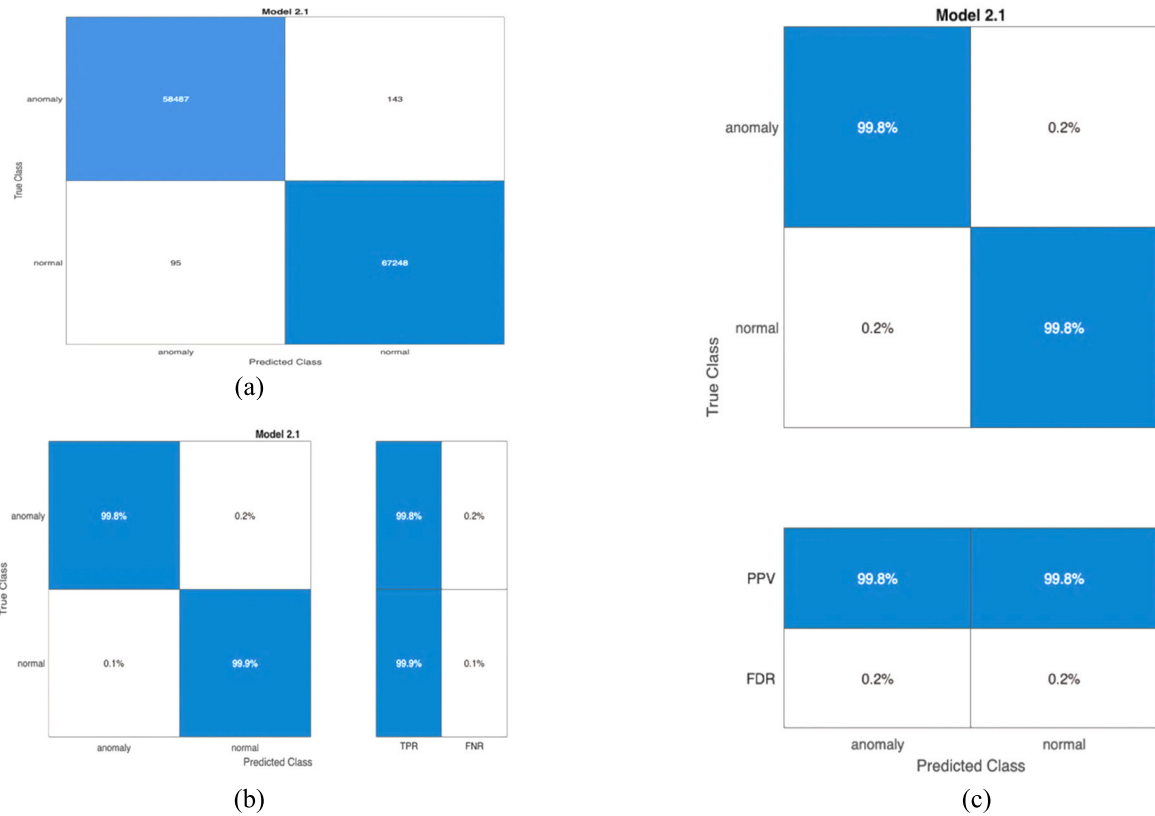 Model 2.1
anomaly
58487
143
True Class
normal
95
67248
anomaly
normal
Predicted Class
(a)
Model 2.1
anomaly
99.8%
0.2%
99.8%
0.2%
True Class
normal
0.1%
99.9%
99.9%
0.1%
anomaly
normal
TPR
FNR
Predicted Class
(b)
Model 2.1
anomaly
99.8%
0.2%
True Class
normal
0.2%
99.8%
PPV
99.8%
99.8%
FDR
0.2%
0.2%
anomaly
normal
Predicted Class
(c)